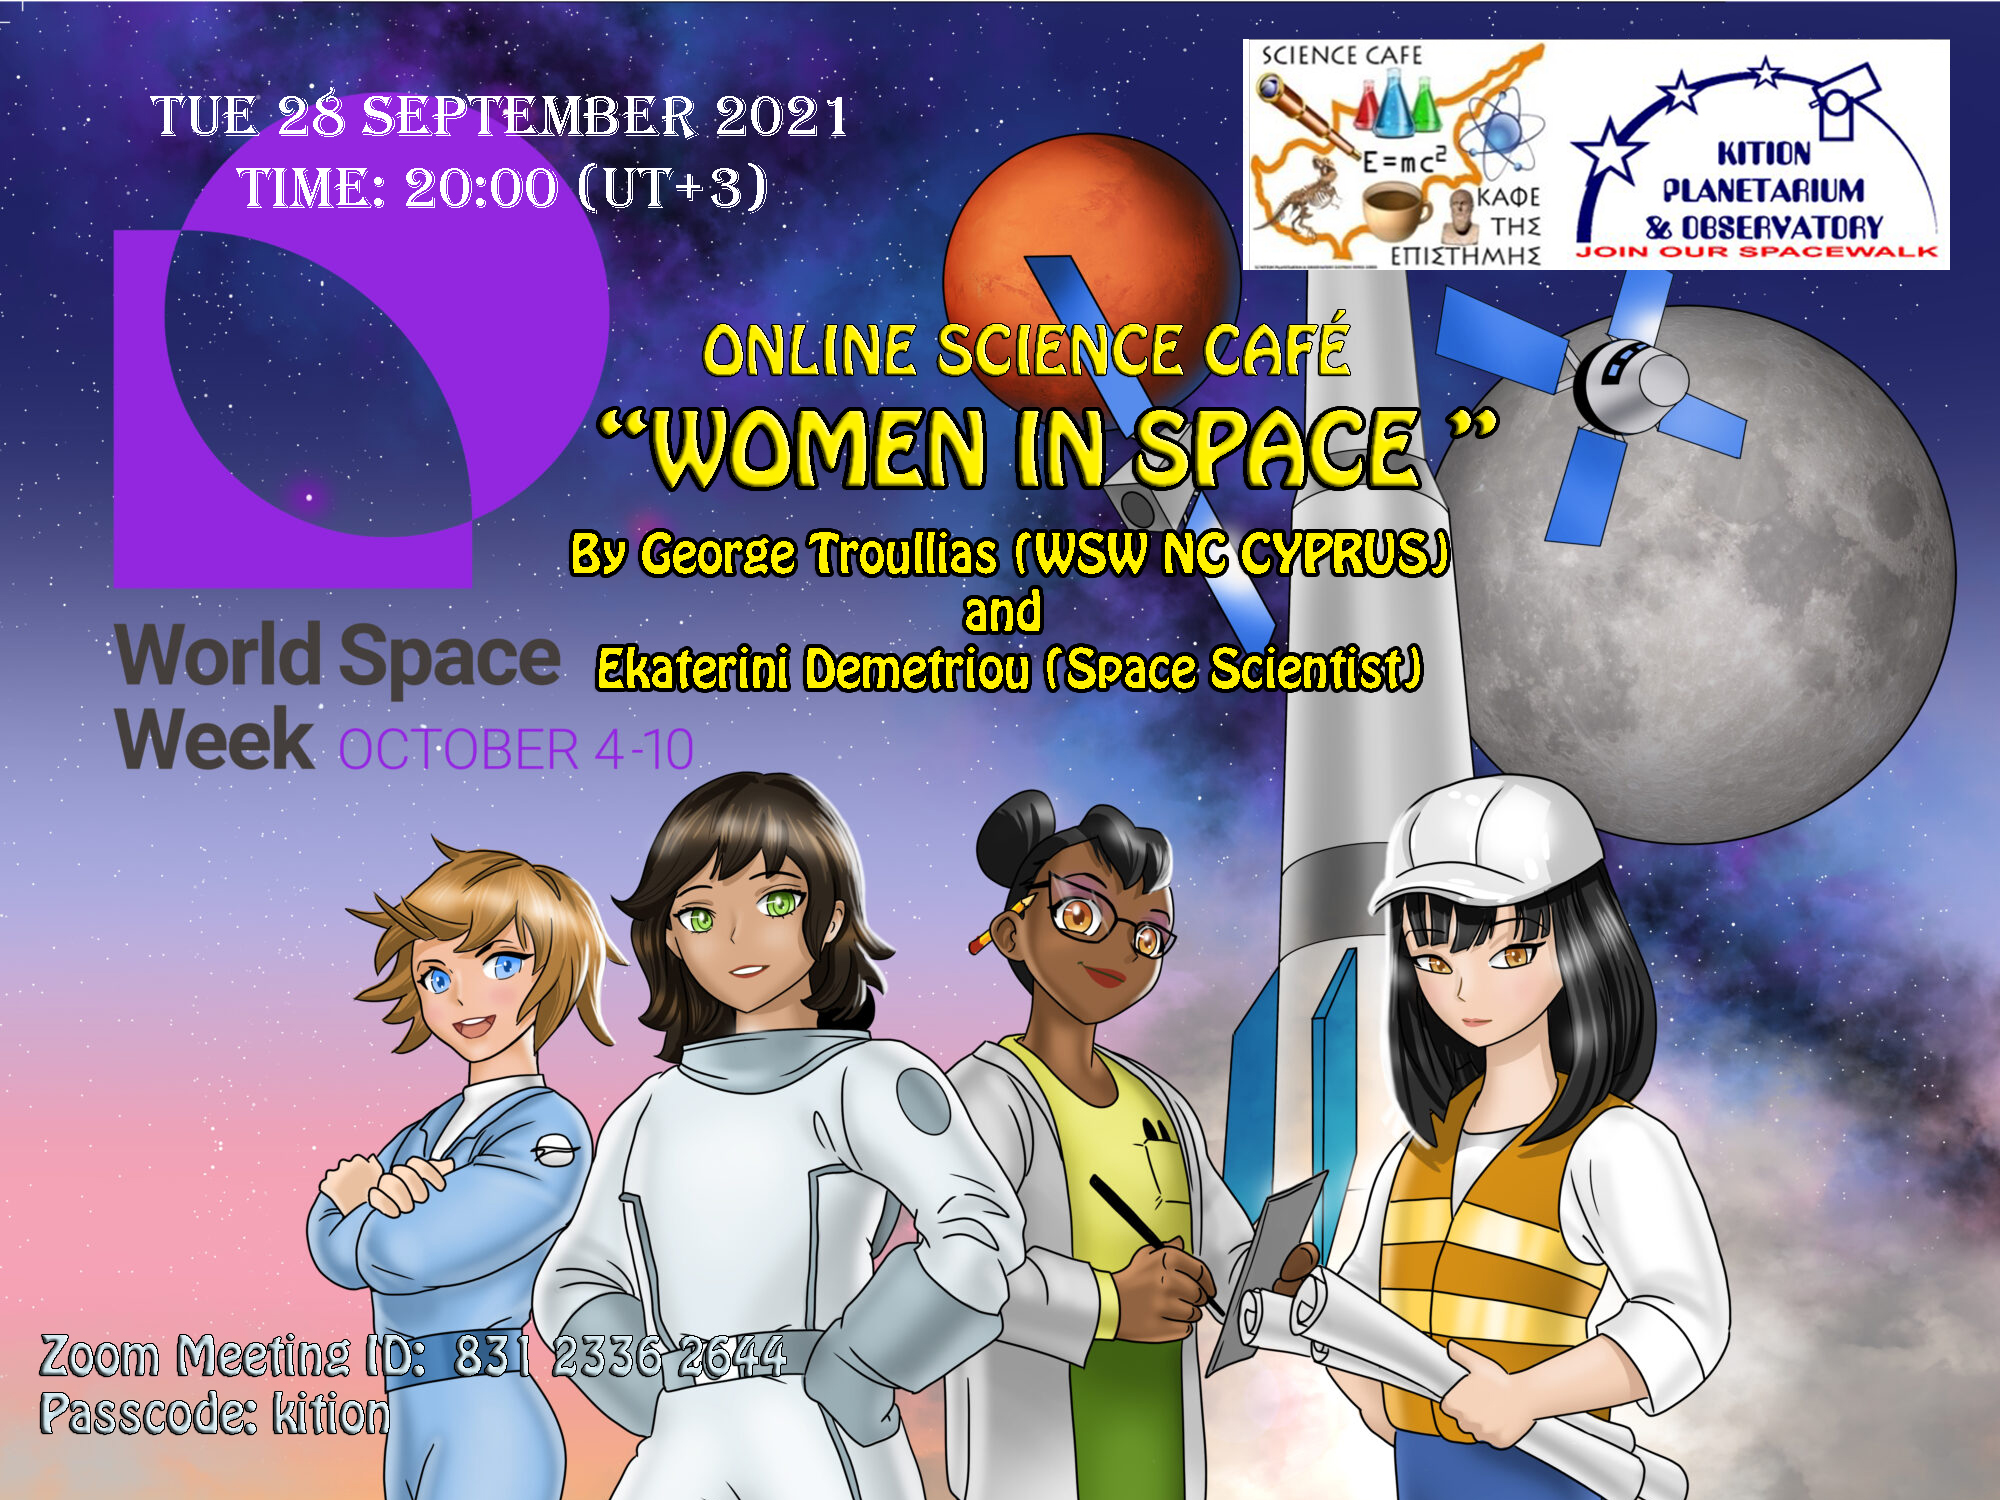 TUE 28 SEPTEMBER 2021
TIME: 20:00 (UT+3)
SCIENCE CAFE
E=mc²
ΚΑΦΕ
ΤΗΣ
ΕΠΙΣΤΗΜΗΣ
KITION
PLANETARIUM
& OBSERVATORY
JOIN OUR SPACEWALK
ONLINE SCIENCE CAFÉ
“WOMEN IN SPACE ”
By George Troullias (WSW NC CYPRUS)
and
Ekaterini Demetriou (Space Scientist)
World Space
Week OCTOBER 4-10
Zoom Meeting ID: 831 2336 2644
Passcode: kition